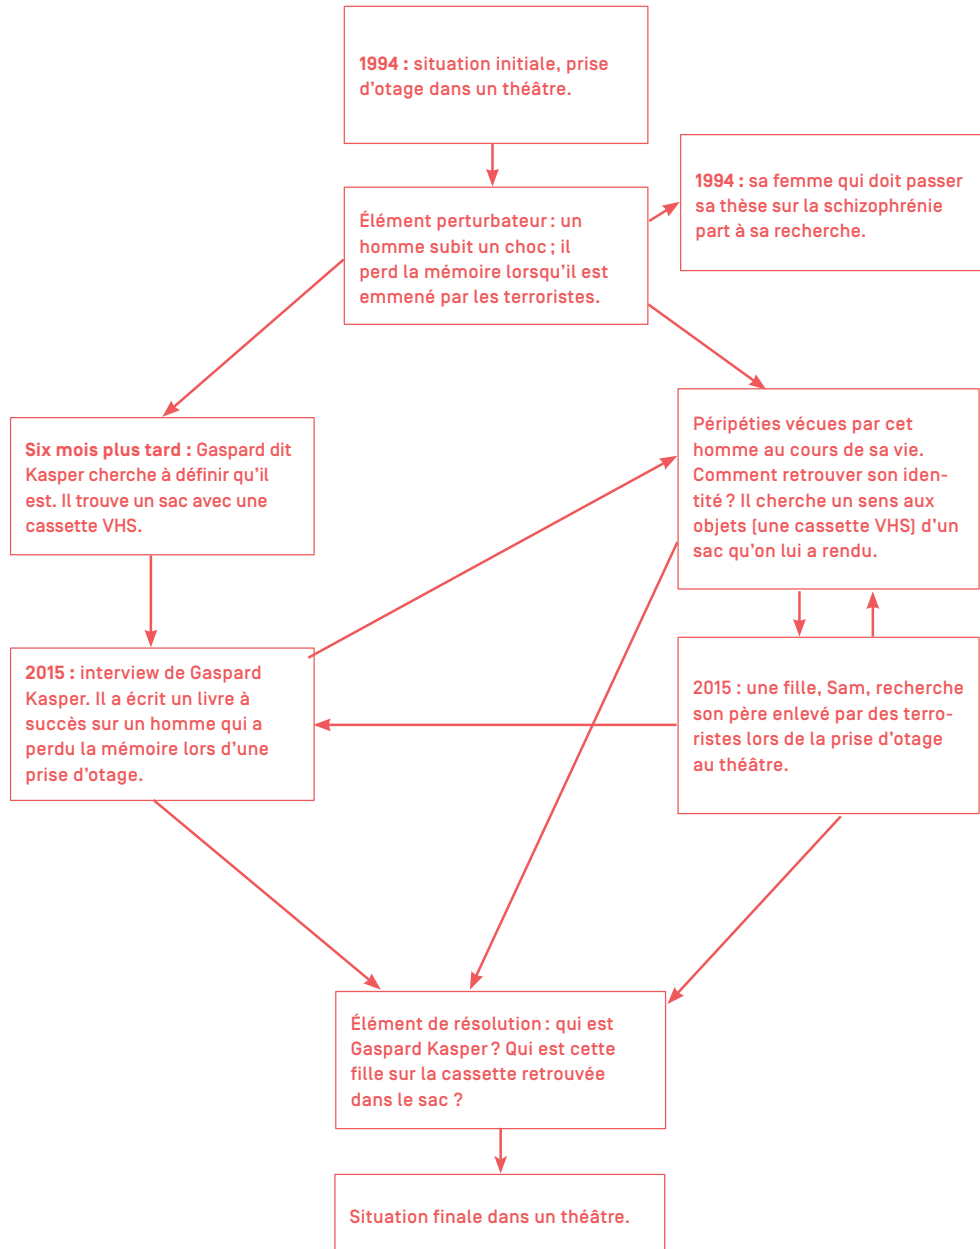 1994 : situation initiale, prise
d'otage dans un théâtre.
1994 : sa femme qui doit passer
sa thèse sur la schizophrénie
part à sa recherche.
Élément perturbateur : un
homme subit un choc ; il
perd la mémoire lorsqu'il est
emmené par les terroristes.
Six mois plus tard : Gaspard dit
Kasper cherche à définir qu'il
est. Il trouve un sac avec une
cassette VHS.
Péripéties vécues par cet
homme au cours de sa vie.
Comment retrouver son iden-
tité ? Il cherche un sens aux
objets (une cassette VHS) d'un
sac qu'on lui a rendu.
2015 : interview de Gaspard
Kasper. Il a écrit un livre à
succès sur un homme qui a
perdu la mémoire lors d'une
prise d'otage.
2015 : une fille, Sam, recherche
son père enlevé par des terro-
ristes lors de la prise d'otage
au théâtre.
Élément de résolution : qui est
Gaspard Kasper ? Qui est cette
fille sur la cassette retrouvée
dans le sac ?
Situation finale dans un théâtre.